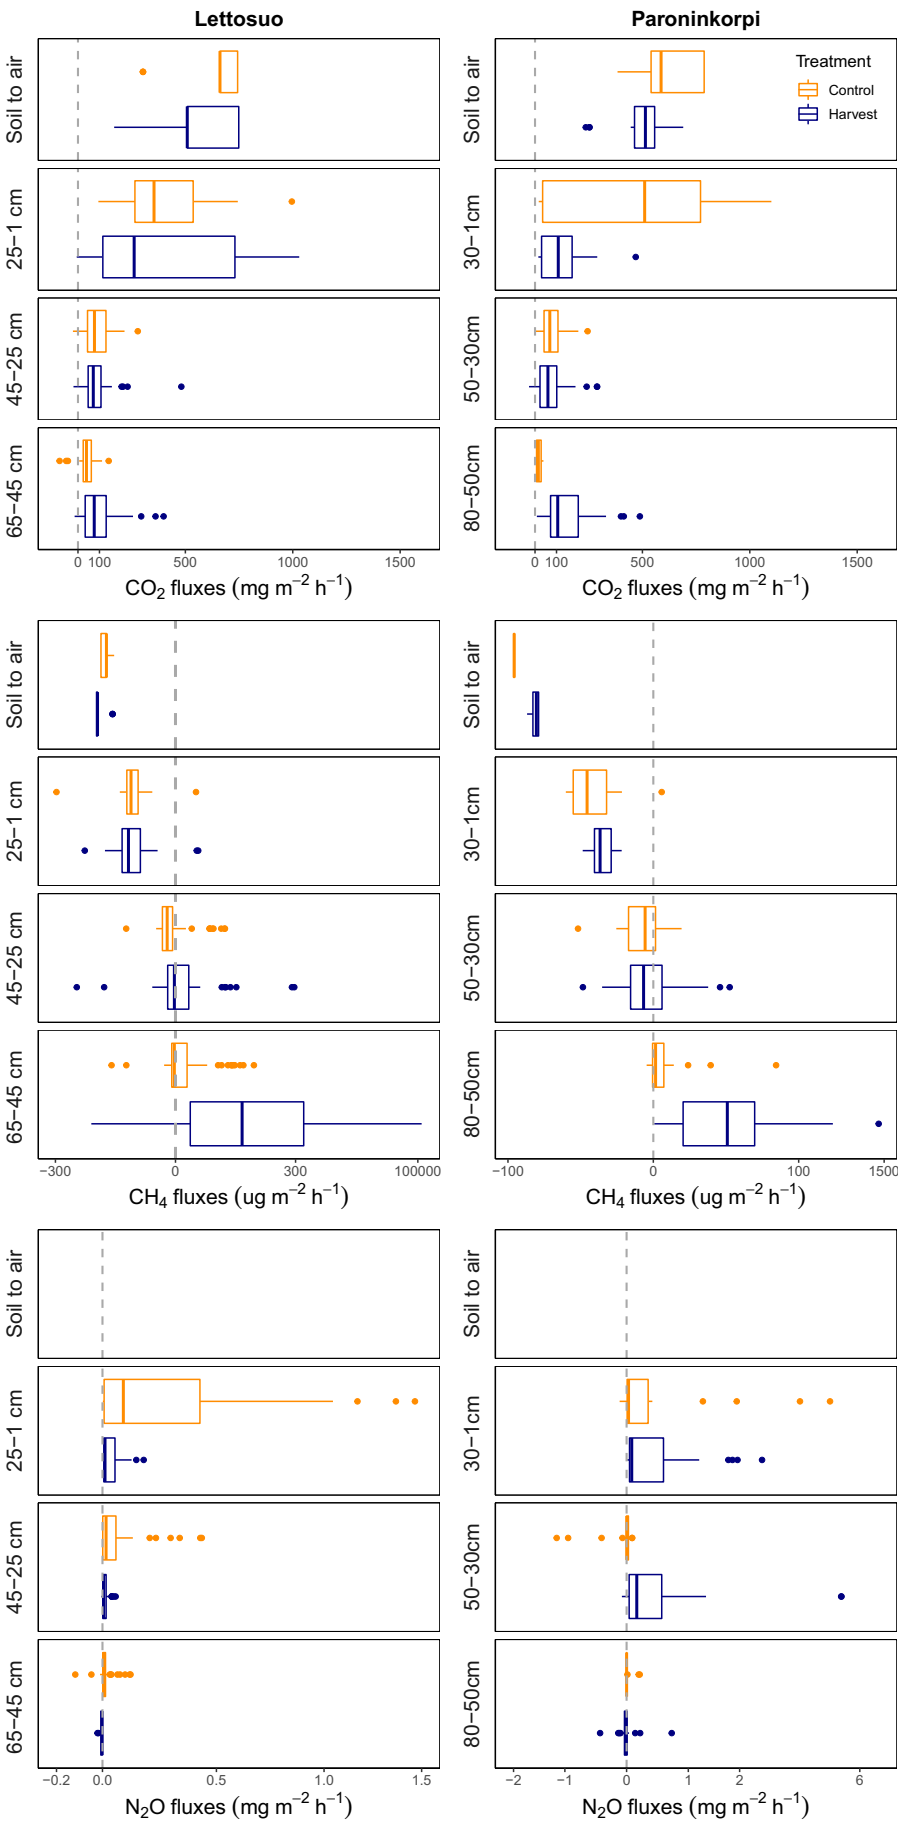 Lettosuo Paroninkorpi
Soil to air
25−1 cm
45−25 cm
65−45 cm
0 100 500 1000 1500
CO2 fluxes (mg m−2 h−1)
Soil to air
30−1cm
50−30cm
80−50cm
Treatment
Control
Harvest
0 100 500 1000 1500
CO2 fluxes (mg m−2 h−1)
Soil to air
25−1 cm
45−25 cm
65−45 cm
−300 0 300 100000
CH4 fluxes (ug m−2 h−1)
Soil to air
30−1cm
50−30cm
80−50cm
−100 0 100 1500
CH4 fluxes (ug m−2 h−1)
Soil to air
25−1 cm
45−25 cm
65−45 cm
−0.2 0.0 0.5 1.0 1.5
N2O fluxes (mg m−2 h−1)
Soil to air
30−1cm
50−30cm
80−50cm
−2 −1 0 1 2 6
N2O fluxes (mg m−2 h−1)